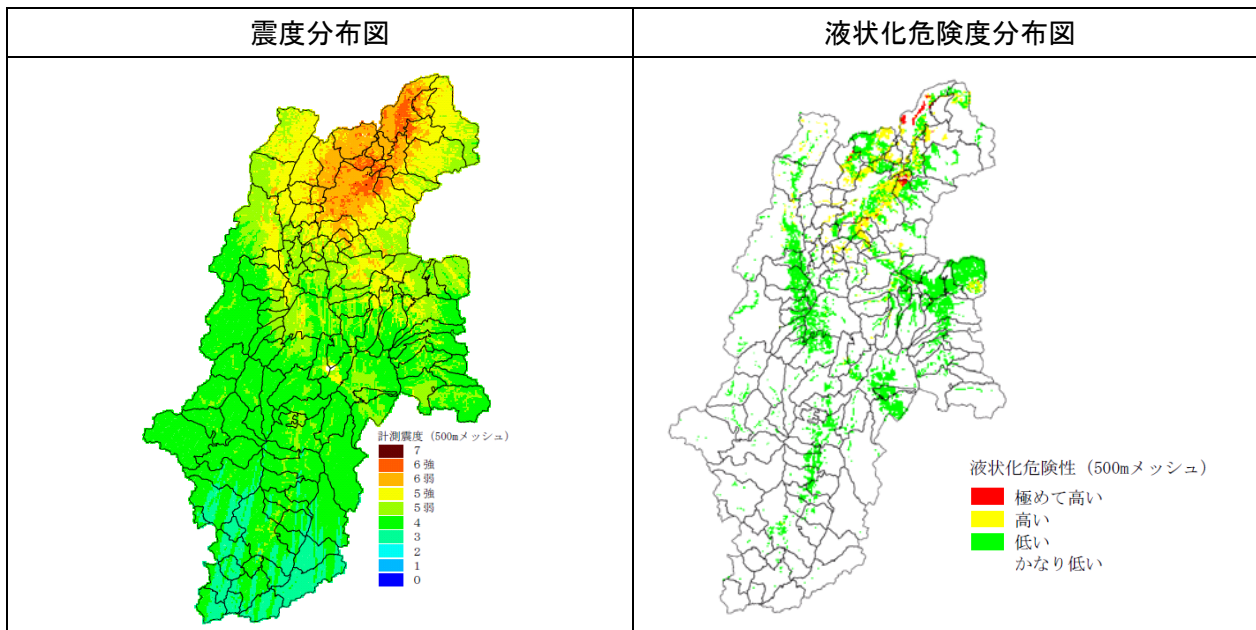 震度分布図
液状化危険度分布図
計測震度 (500mメッシュ)
7
6強
6弱
5強
5弱
4
3
2
1
0
液状化危険性 (500mメッシュ)
極めて高い
高い
低い
かなり低い